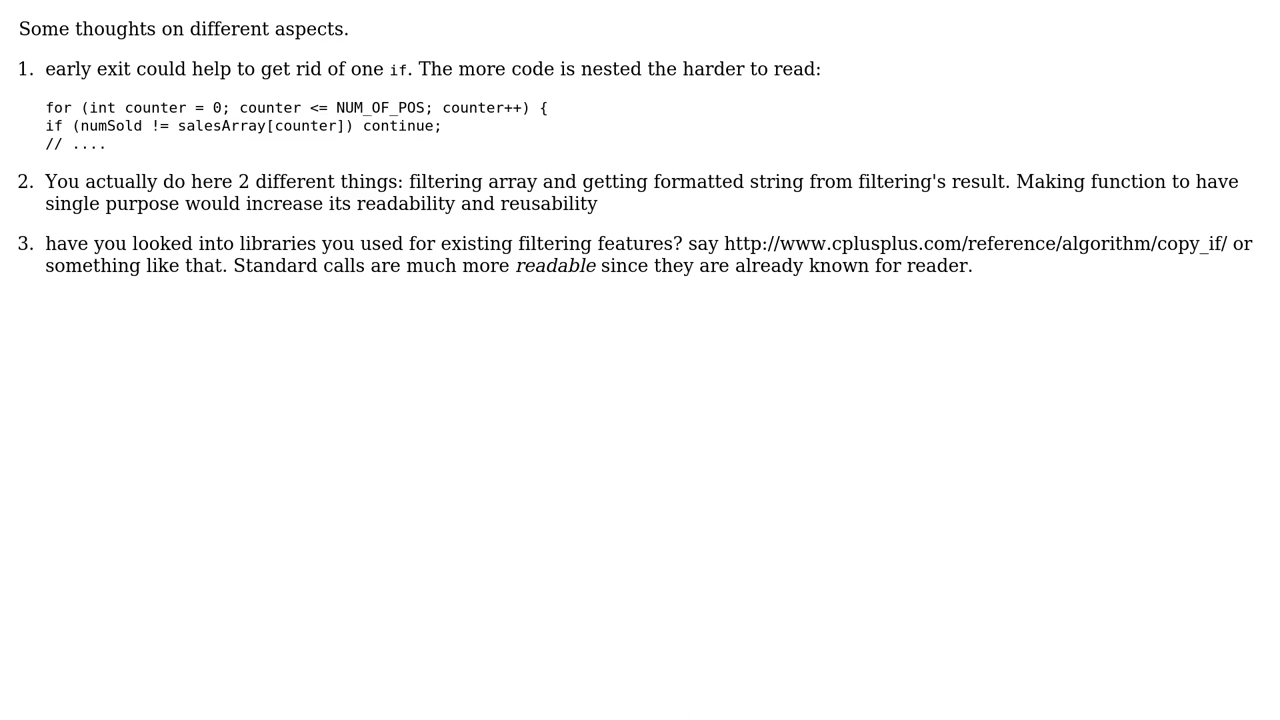 Some thoughts on different aspects.
1. early exit could help to get rid of one if. The more code is nested the harder to read:
for (int counter = 0; counter <= NUM_OF_POS; counter++) {
if (numSold != salesArray[counter]) continue;
// ....
2. You actually do here 2 different things: filtering array and getting formatted string from filtering's result. Making function to have
single purpose would increase its readability and reusability
3. have you looked into libraries you used for existing filtering features? say http://www.cplusplus.com/reference/algorithm/copy_if/ or
something like that. Standard calls are much more readable since they are already known for reader.